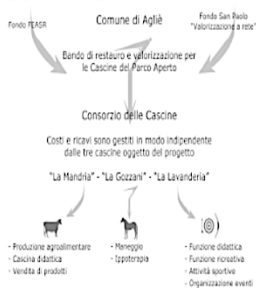 Fondo FEASR
Comune di Agliè
Fondo San Paolo
"Valorizzazione a rete"
Bando di restauro e valorizzazione per
le Cascine del Parco Aperto
Consorzio delle Cascine
Costi e ricavi sono gestiti in modo indipendente
dalle tre cascine oggetto del progetto
"La Mandria" - "La Gozzani" - "La Lavanderia"
- Produzione agroalimentare
- Cascina didattica
- Vendita di prodotti
- Maneggio
- Ippoterapia
- Funzione didattica
- Funzione ricreativa
- Attività sportive
- Organizzazione eventi